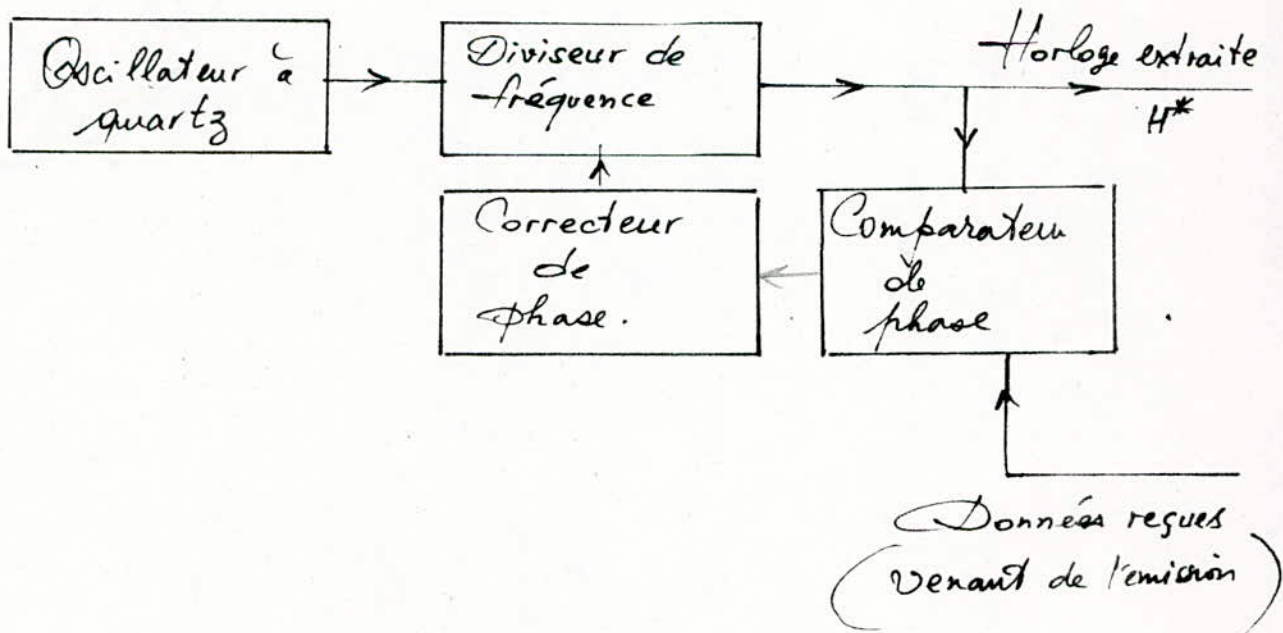 Oscillateur à
quartz
Diviseur de
fréquence
Horloge extraite
H*
Correcteur
de
phase.
Comparateur
de
phase
Données reçues
(venant de l'émission)